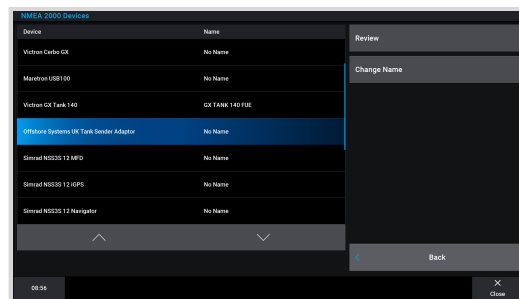 NMEA 2000 Devices
Device Name
Victron Cerbo GX No Name
Maretron USB100 No Name
Victron GX Tank 140 GX TANK 140 FUE
Offshore Systems UK Tank Sender Adaptor No Name
Simrad NSS3S 12 MFD No Name
Simrad NSS3S 12 iGPS No Name
Simrad NSS3S 12 Navigator No Name
Review
Change Name
Back
08:56
Close